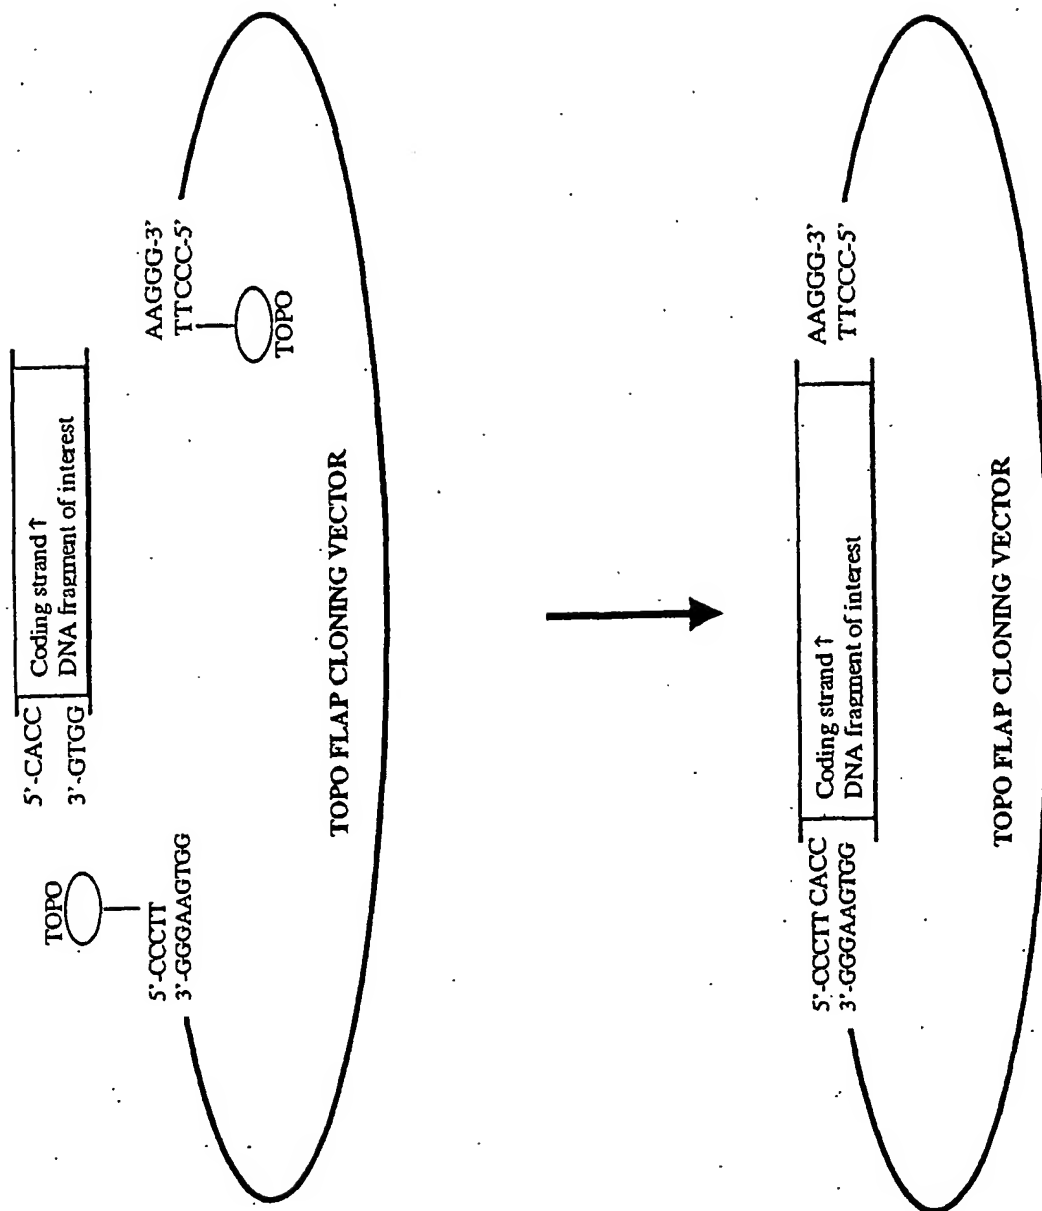 5'-CACC
Coding strand ↑
3'-GTGG
DNA fragment of interest
TOPO
5'-CCCTT
3'-GGGAAGTGG
AAGGG-3'
TTCCC-5'
TOPO
TOPO FLAP CLONING VECTOR
5'-CCCTT CACC
3'-GGGAAGTGG
Coding strand ↑
DNA fragment of interest
AAGGG-3'
TTCCC-5'
TOPO FLAP CLONING VECTOR